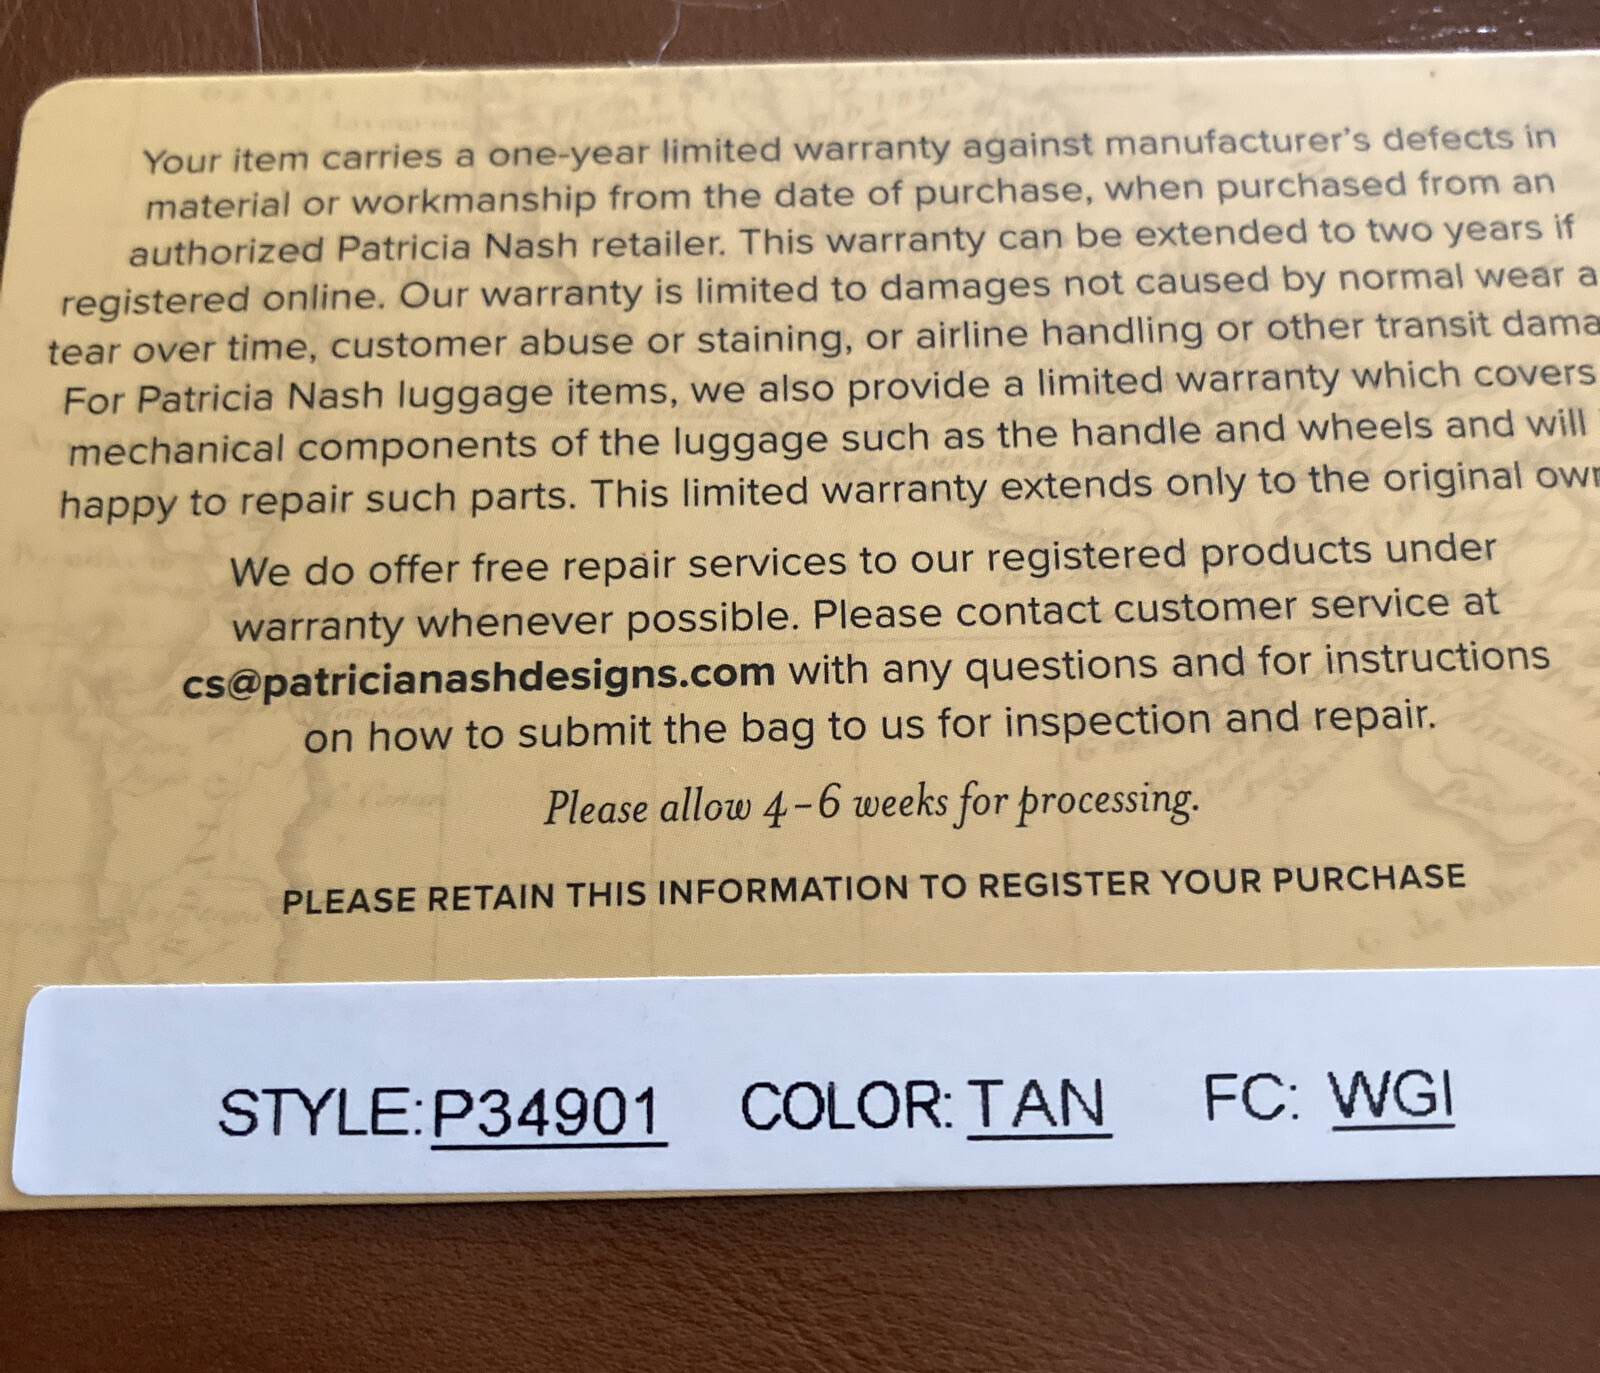 Your item carries a one-year limited warranty against manufacturer's defects in
material or workmanship from the date of purchase, when purchased from an
authorized Patricia Nash retailer. This warranty can be extended to two years if
registered online. Our warranty is limited to damages not caused by normal wear a
tear over time, customer abuse or staining, or airline handling or other transit dama
For Patricia Nash luggage items, we also provide a limited warranty which covers
mechanical components of the luggage such as the handle and wheels and will
happy to repair such parts. This limited warranty extends only to the original own
We do offer free repair services to our registered products under
warranty whenever possible. Please contact customer service at
cs@patricianashdesigns.com with any questions and for instructions
on how to submit the bag to us for inspection and repair.
Please allow 4-6 weeks for processing.
PLEASE RETAIN THIS INFORMATION TO REGISTER YOUR PURCHASE
STYLE: P34901 COLOR: TAN FC: WGI